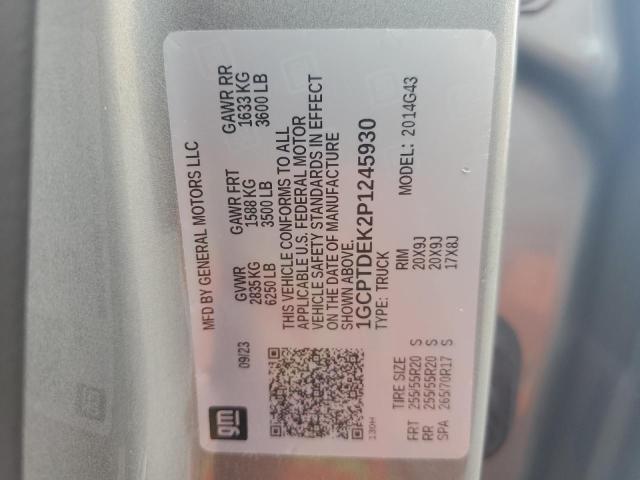 gm
MFD BY GENERAL MOTORS LLC
09/23
GVWR GAWR FRT GAWR RR
2835 KG 1588 KG 1633 KG
6250 LB 3500 LB 3600 LB
THIS VEHICLE CONFORMS TO ALL
APPLICABLE U.S. FEDERAL MOTOR
VEHICLE SAFETY STANDARDS IN EFFECT
ON THE DATE OF MANUFACTURE
SHOWN ABOVE.
1GCPTDEK2P1245930
TYPE: TRUCK MODEL: 2014G43
TIRE SIZE RIM
FRT 255/55R20 S 20X9J
RR 255/55R20 S 20X9J
SPA 265/70R17 S 17X8J